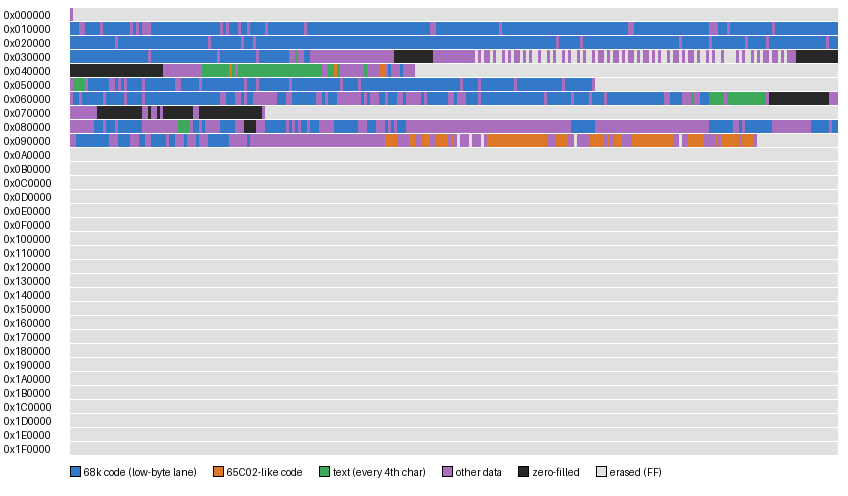 0x000000
0x010000
0x020000
0x030000
0x040000
0x050000
0x060000
0x070000
0x080000
0x090000
0x0A0000
0x0B0000
0x0C0000
0x0D0000
0x0E0000
0x0F0000
0x100000
0x110000
0x120000
0x130000
0x140000
0x150000
0x160000
0x170000
0x180000
0x190000
0x1A0000
0x1B0000
0x1C0000
0x1D0000
0x1E0000
0x1F0000
68k code (low-byte lane) 65C02-like code text (every 4th char) other data zero-filled erased (FF)